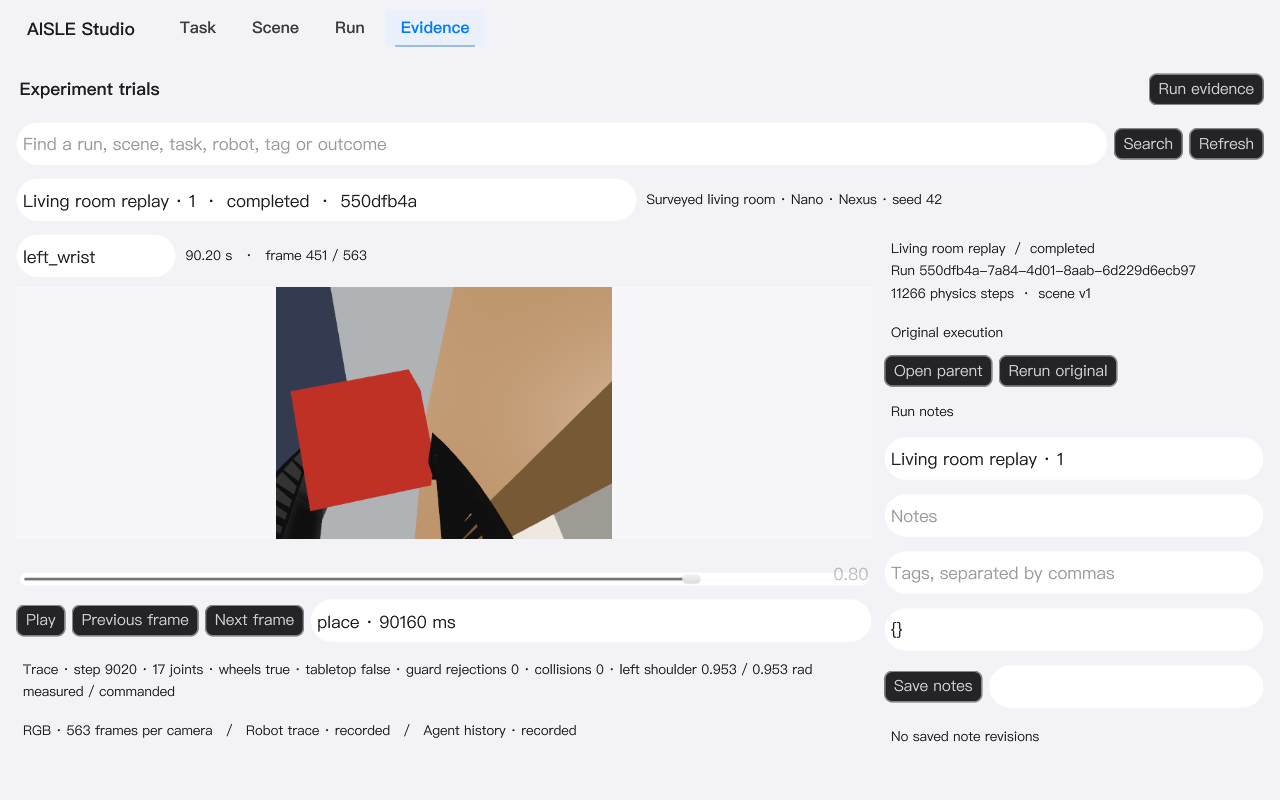 AISLE Studio Task Scene Run Evidence
Experiment trials Run evidence
Find a run, scene, task, robot, tag or outcome Search Refresh
Living room replay · 1 · completed · 550dfb4a Surveyed living room · Nano · Nexus · seed 42
left_wrist 90.20 s · frame 451 / 563
Living room replay / completed
Run 550dfb4a-7a84-4d01-8aab-6d229d6ecb97
11266 physics steps · scene v1
Original execution
Open parent Rerun original
Run notes
Living room replay · 1
Notes
Tags, separated by commas
{}
Save notes
No saved note revisions
0.80
Play Previous frame Next frame place · 90160 ms
Trace · step 9020 · 17 joints · wheels true · tabletop false · guard rejections 0 · collisions 0 · left shoulder 0.953 / 0.953 rad
measured / commanded
RGB · 563 frames per camera / Robot trace · recorded / Agent history · recorded